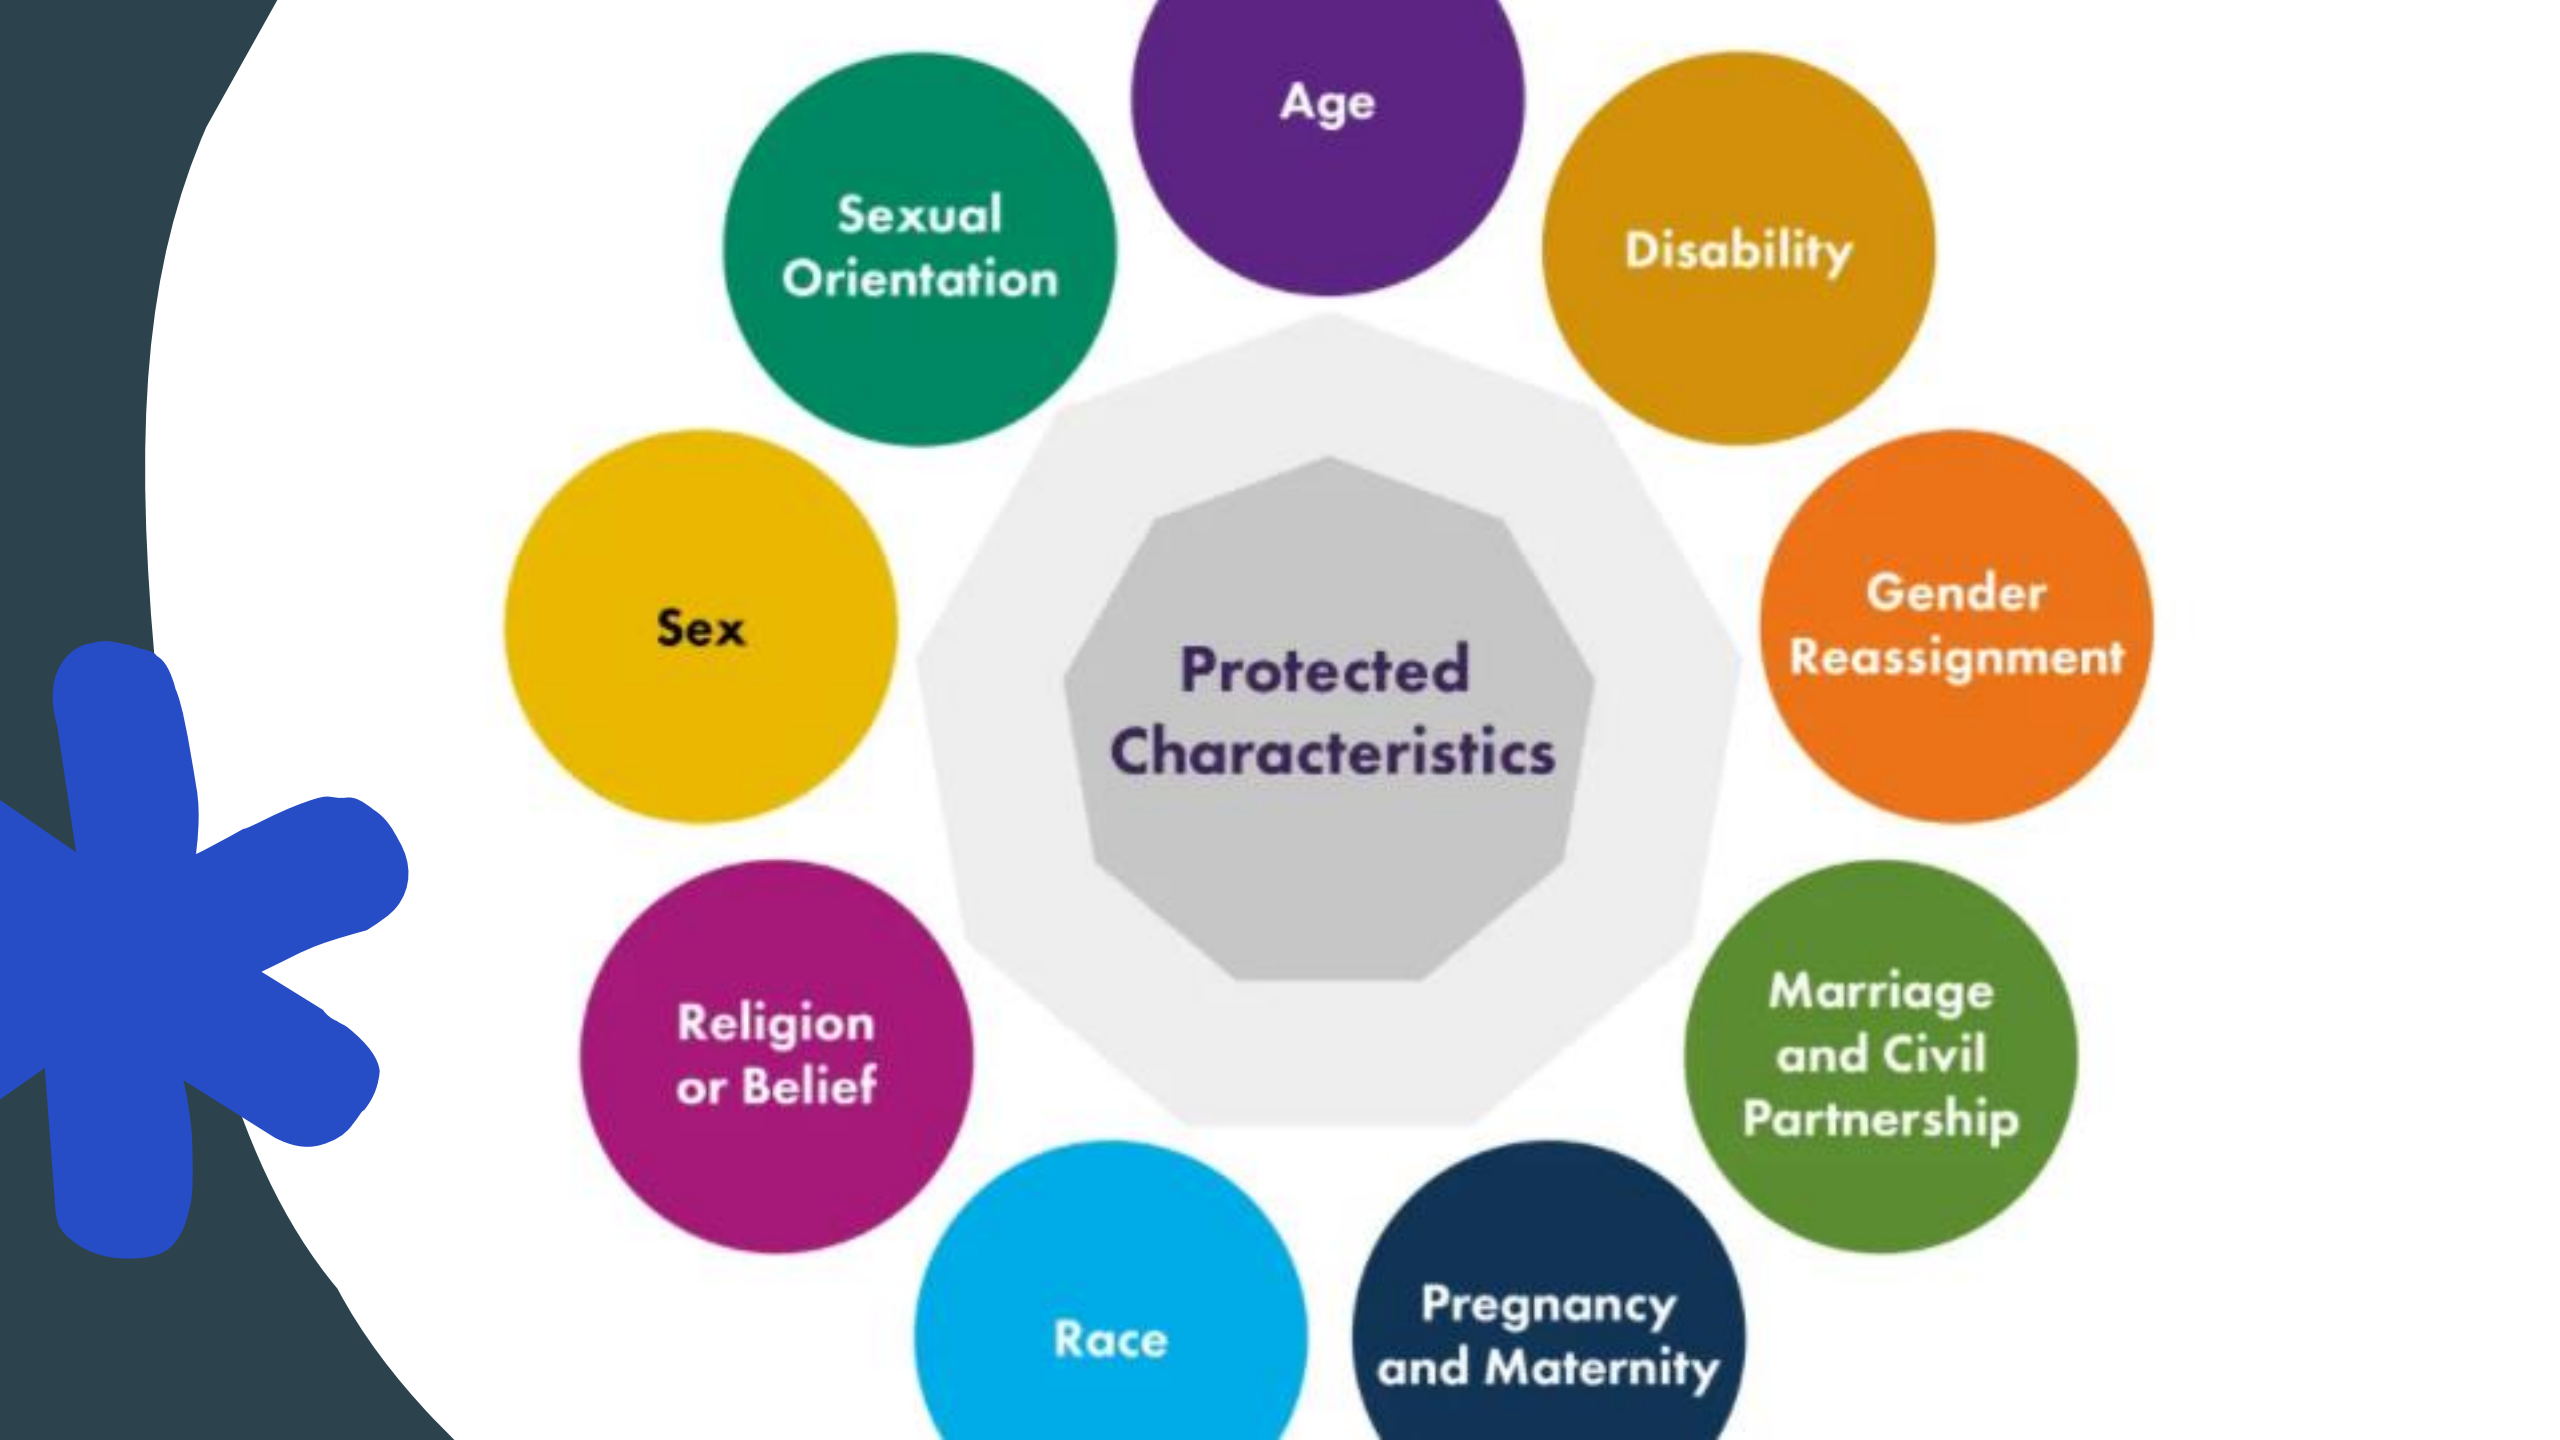 Age
Sexual
Orientation
Disability
Sex
Gender
Reassignment
Protected
Characteristics
Religion
or Belief
Marriage
and Civil
Partnership
Race
Pregnancy
and Maternity